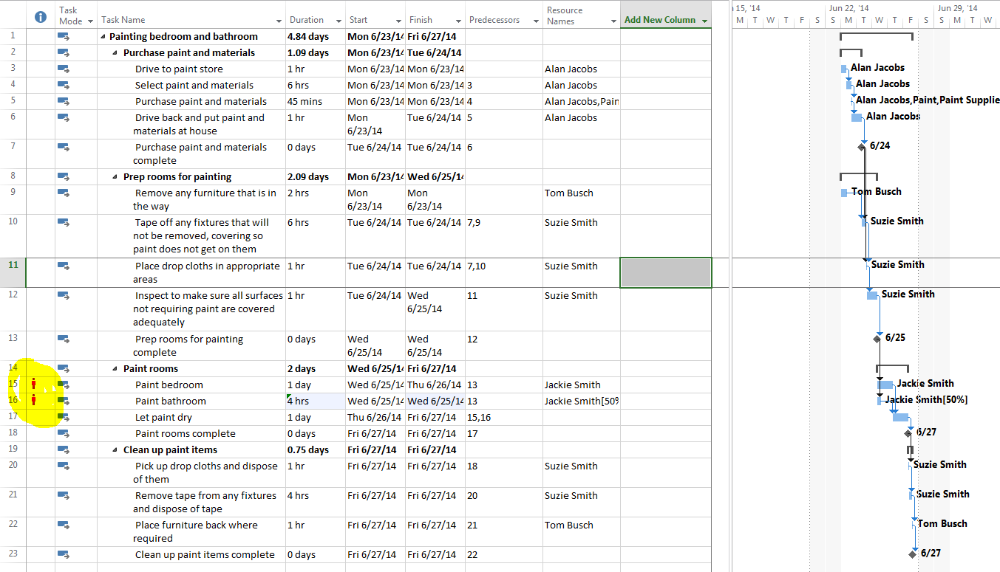 Task Mode Task Name Duration Start Finish Predecessors Resource Names Add New Column
1 Painting bedroom and bathroom 4.84 days Mon 6/23/14 Fri 6/27/14
2 Purchase paint and materials 1.09 days Mon 6/23/14 Tue 6/24/14
3 Drive to paint store 1 hr Mon 6/23/14 Mon 6/23/14 Alan Jacobs
4 Select paint and materials 6 hrs Mon 6/23/14 Mon 6/23/14 3 Alan Jacobs
5 Purchase paint and materials 45 mins Mon 6/23/14 Mon 6/23/14 4 Alan Jacobs,Pain
6 Drive back and put paint and 1 hr Mon Tue 6/24/14 5 Alan Jacobs
materials at house 6/23/14
7 Purchase paint and materials 0 days Tue 6/24/14 Tue 6/24/14 6
complete
8 Prep rooms for painting 2.09 days Mon 6/23/14 Wed 6/25/14
9 Remove any furniture that is in 2 hrs Mon Mon Tom Busch
the way 6/23/14 6/23/14
10 Tape off any fixtures that will 6 hrs Tue 6/24/14 Tue 6/24/14 7,9 Suzie Smith
not be removed, covering so
paint does not get on them
11 Place drop cloths in appropriate 1 hr Tue 6/24/14 Tue 6/24/14 7,10 Suzie Smith
areas
12 Inspect to make sure all surfaces 1 hr Tue 6/24/14 Wed 11 Suzie Smith
not requiring paint are covered 6/25/14
adequately
13 Prep rooms for painting 0 days Wed Wed 12
complete 6/25/14 6/25/14
14 Paint rooms 2 days Wed 6/25/14 Fri 6/27/14
15 Paint bedroom 1 day Wed 6/25/14 Thu 6/26/14 13 Jackie Smith
16 Paint bathroom 4 hrs Wed 6/25/14 Wed 6/25/14 13 Jackie Smith[50%
17 Let paint dry 1 day Thu 6/26/14 Fri 6/27/14 15,16
18 Paint rooms complete 0 days Fri 6/27/14 Fri 6/27/14 17
19 Clean up paint items 0.75 days Fri 6/27/14 Fri 6/27/14
20 Pick up drop cloths and dispose 1 hr Fri 6/27/14 Fri 6/27/14 18 Suzie Smith
of them
21 Remove tape from any fixtures 4 hrs Fri 6/27/14 Fri 6/27/14 20 Suzie Smith
and dispose of tape
22 Place furniture back where 1 hr Fri 6/27/14 Fri 6/27/14 21 Tom Busch
required
23 Clean up paint items complete 0 days Fri 6/27/14 Fri 6/27/14 22
15, '14 Jun 22, '14 Jun 29, '14
M T W T F S S M T W T F S S M T W
Alan Jacobs
Alan Jacobs
Alan Jacobs,Paint,Paint Supplie
Alan Jacobs
6/24
Tom Busch
Suzie Smith
Suzie Smith
Suzie Smith
6/25
Jackie Smith
Jackie Smith[50%]
6/27
Suzie Smith
Suzie Smith
Tom Busch
6/27